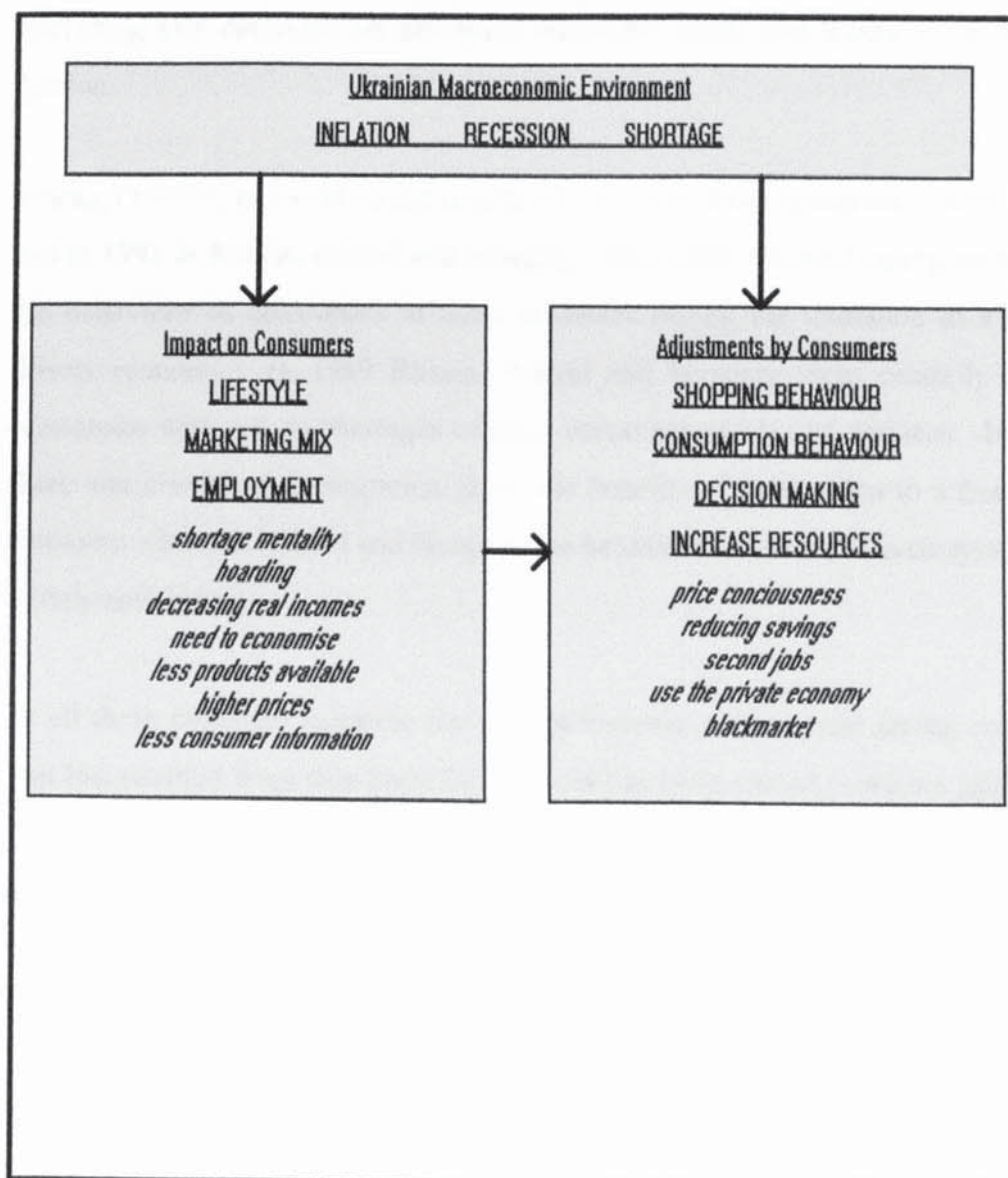 Ukrainian Macroeconomic Environment
INFLATION RECESSION SHORTAGE
Impact on Consumers
LIFESTYLE
MARKETING MIX
EMPLOYMENT
shortage mentality
hoarding
decreasing real incomes
need to economise
less products available
higher prices
less consumer information
Adjustments by Consumers
SHOPPING BEHAVIOUR
CONSUMPTION BEHAVIOUR
DECISION MAKING
INCREASE RESOURCES
price conciousness
reducing savings
second jobs
use the private economy
blackmarket